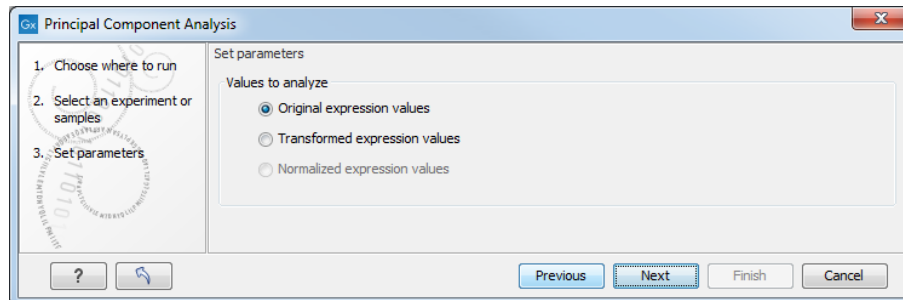 Gx Principal Component Analysis
X
1. Choose where to run
2. Select an experiment or
samples
3. Set parameters
Set parameters
Values to analyze
Original expression values
Transformed expression values
Normalized expression values
?
Previous
Next
Finish
Cancel